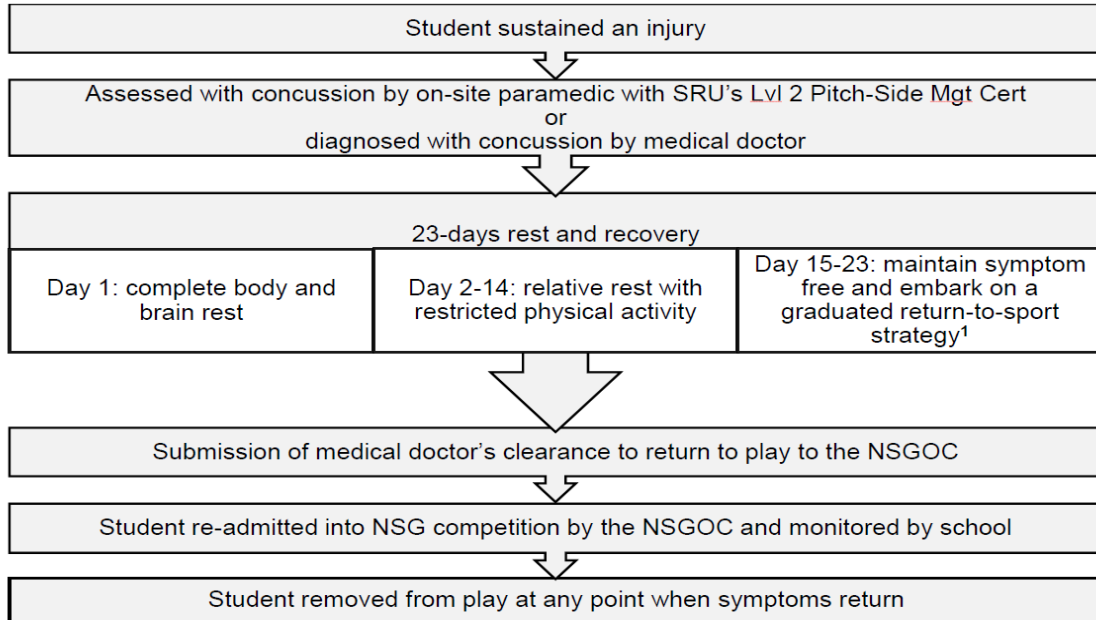 Student sustained an injury
Assessed with concussion by on-site paramedic with SRU's Lvl 2 Pitch-Side Mgt Cert
or
diagnosed with concussion by medical doctor
23-days rest and recovery
Day 1: complete body and
brain rest
Day 2-14: relative rest with
restricted physical activity
Day 15-23: maintain symptom
free and embark on a
graduated return-to-sport
strategy¹
Submission of medical doctor's clearance to return to play to the NSGOC
Student re-admitted into NSG competition by the NSGOC and monitored by school
Student removed from play at any point when symptoms return